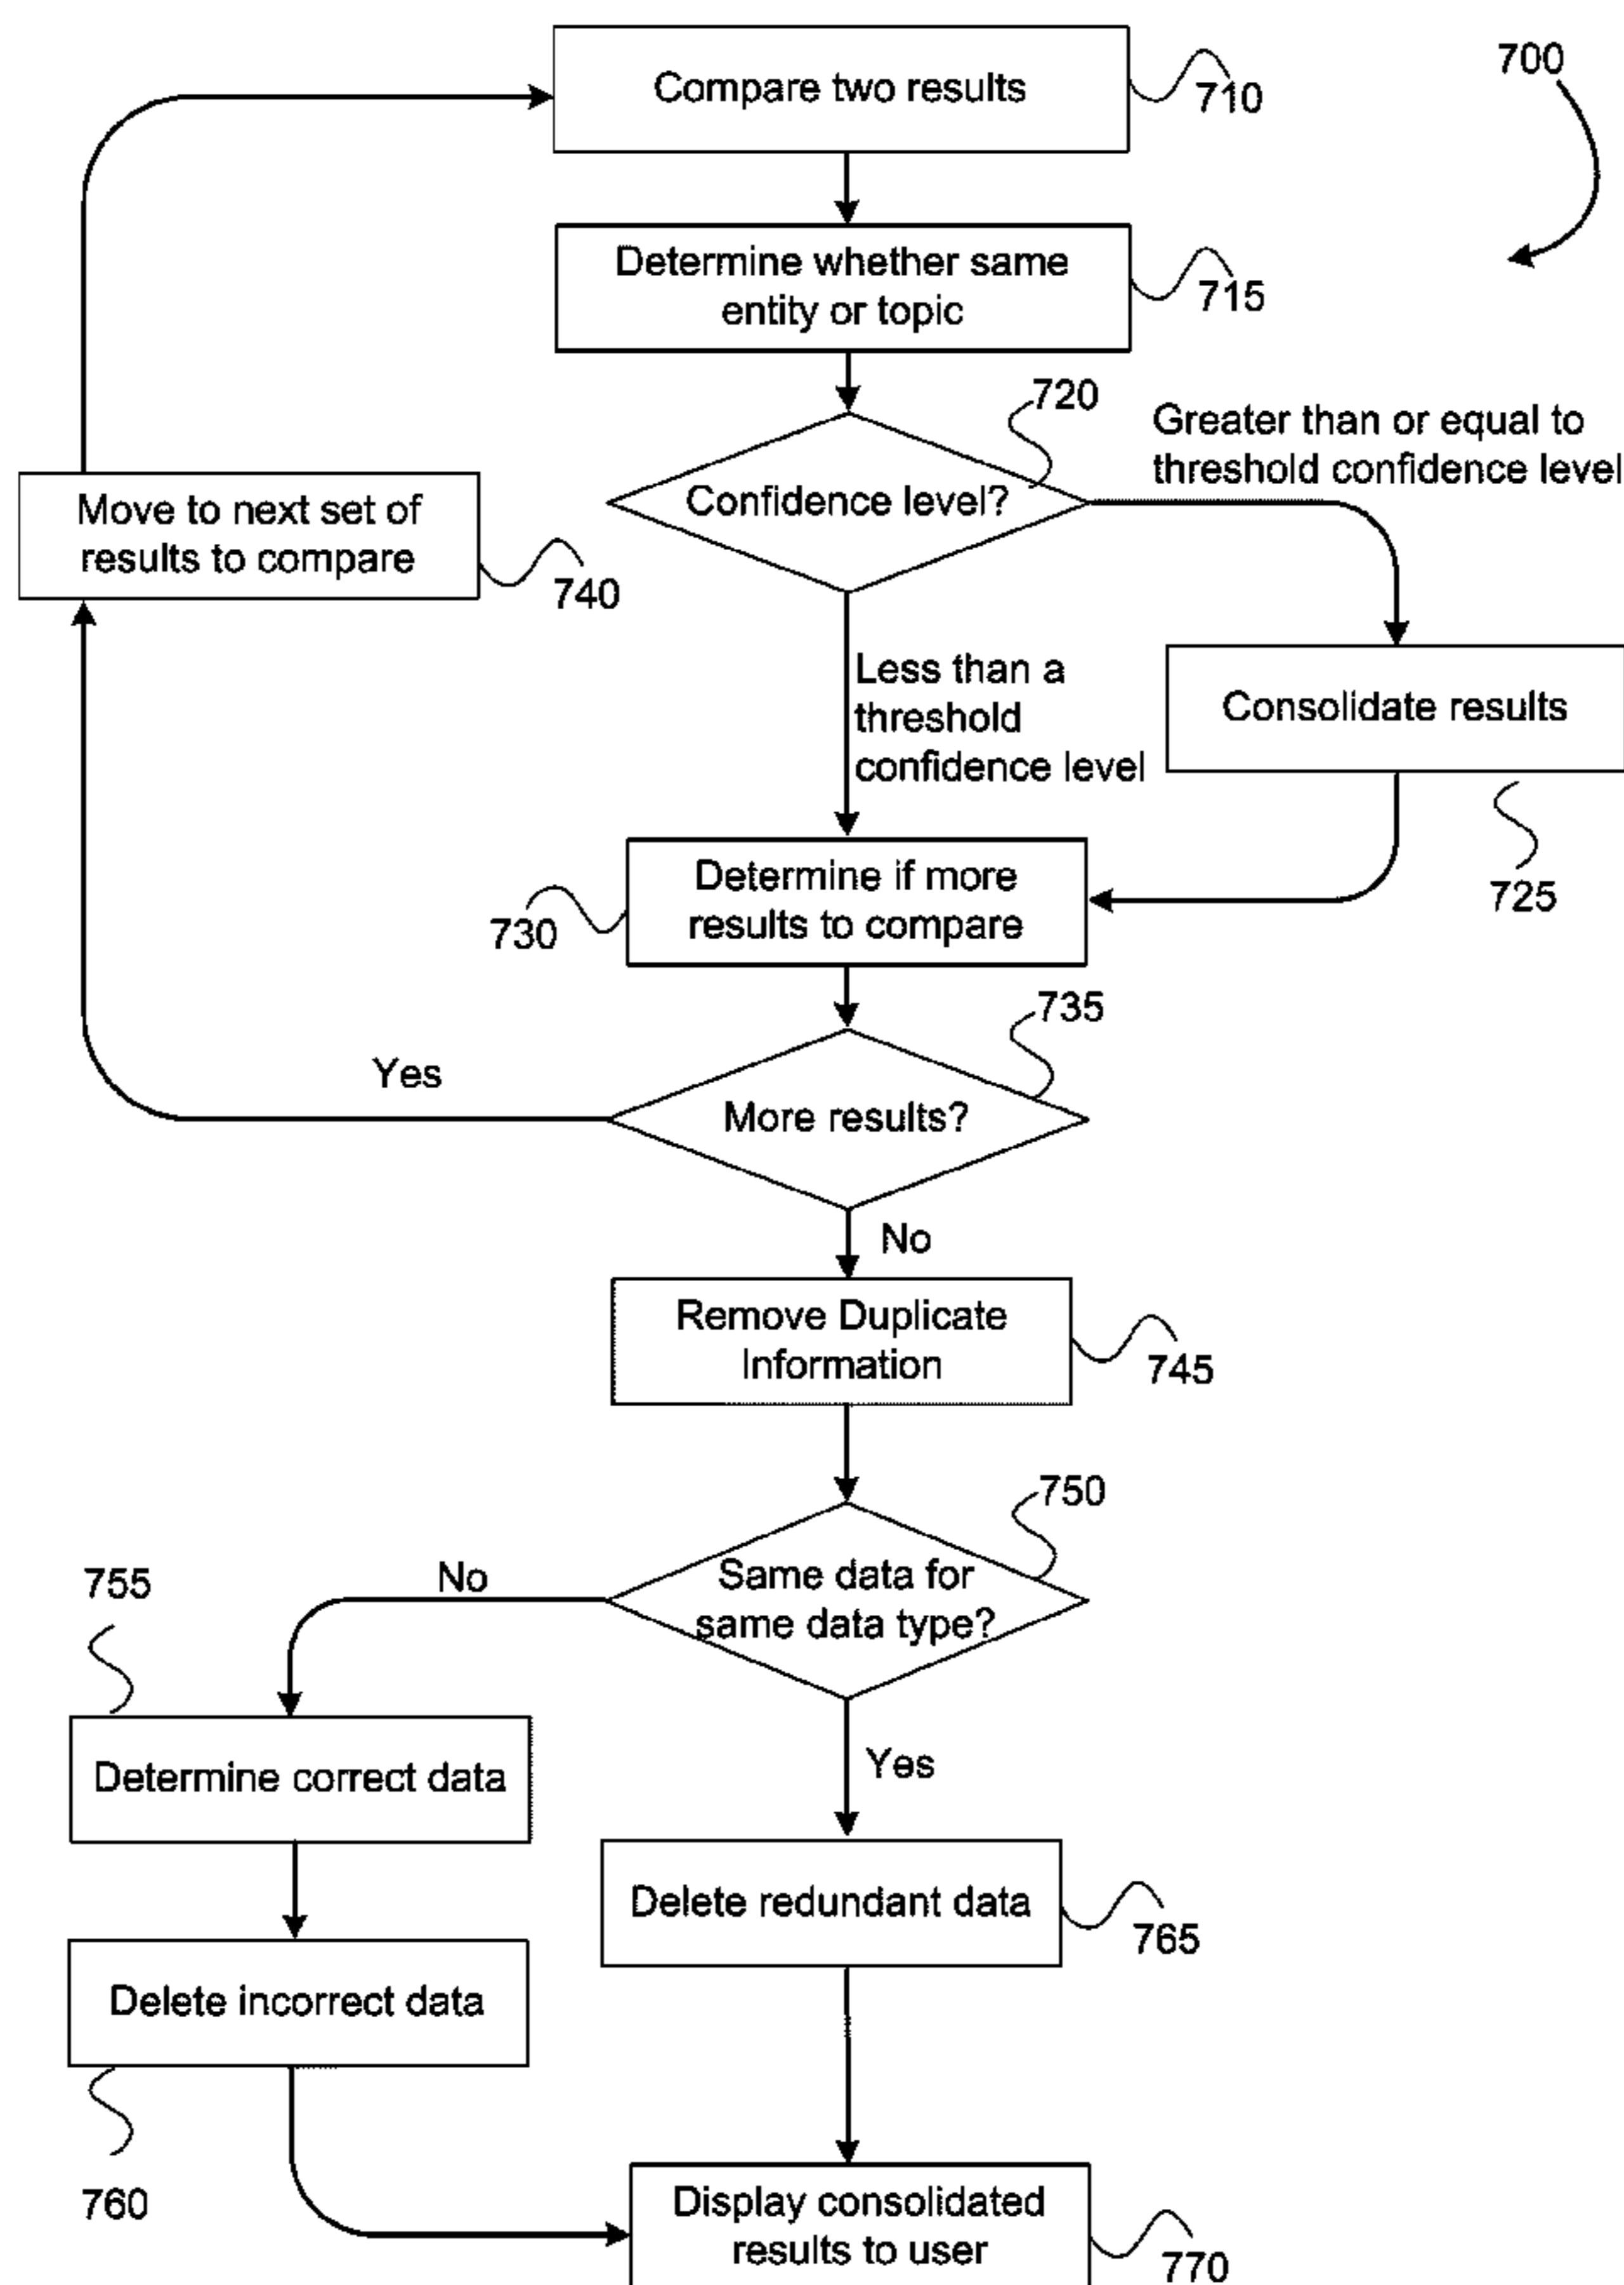 Compare two results
710
700
Determine whether same
entity or topic
715
720
Confidence level?
Greater than or equal to
threshold confidence level
Move to next set of
results to compare
740
Less than a
threshold
confidence level
Consolidate results
725
Determine if more
results to compare
730
735
More results?
Yes
No
Remove Duplicate
Information
745
750
Same data for
same data type?
No
755
Yes
Determine correct data
Delete redundant data
765
Delete incorrect data
760
Display consolidated
results to user
770